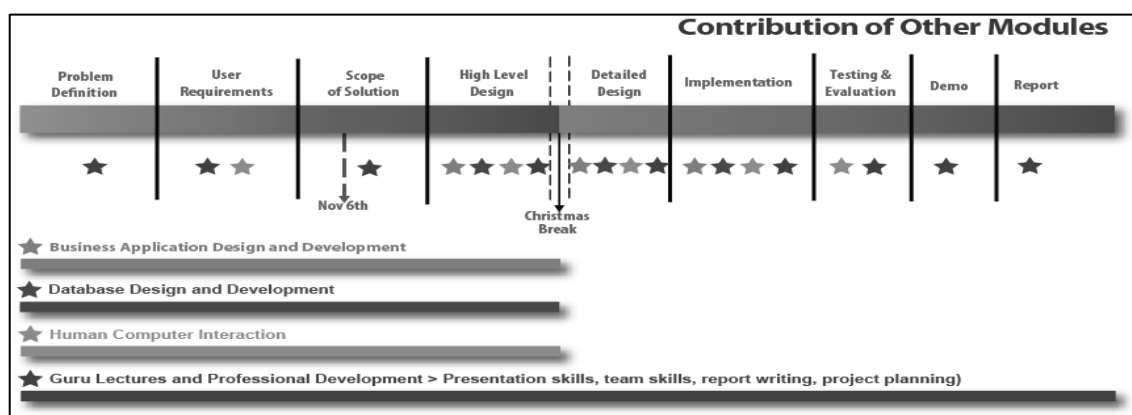 Contribution of Other Modules
Problem
Definition
User
Requirements
Scope
of Solution
High Level
Design
Detailed
Design
Implementation
Testing &
Evaluation
Demo
Report
Nov 6th
Christmas
Break
Business Application Design and Development
Database Design and Development
Human Computer Interaction
Guru Lectures and Professional Development > Presentation skills, team skills, report writing, project planning)